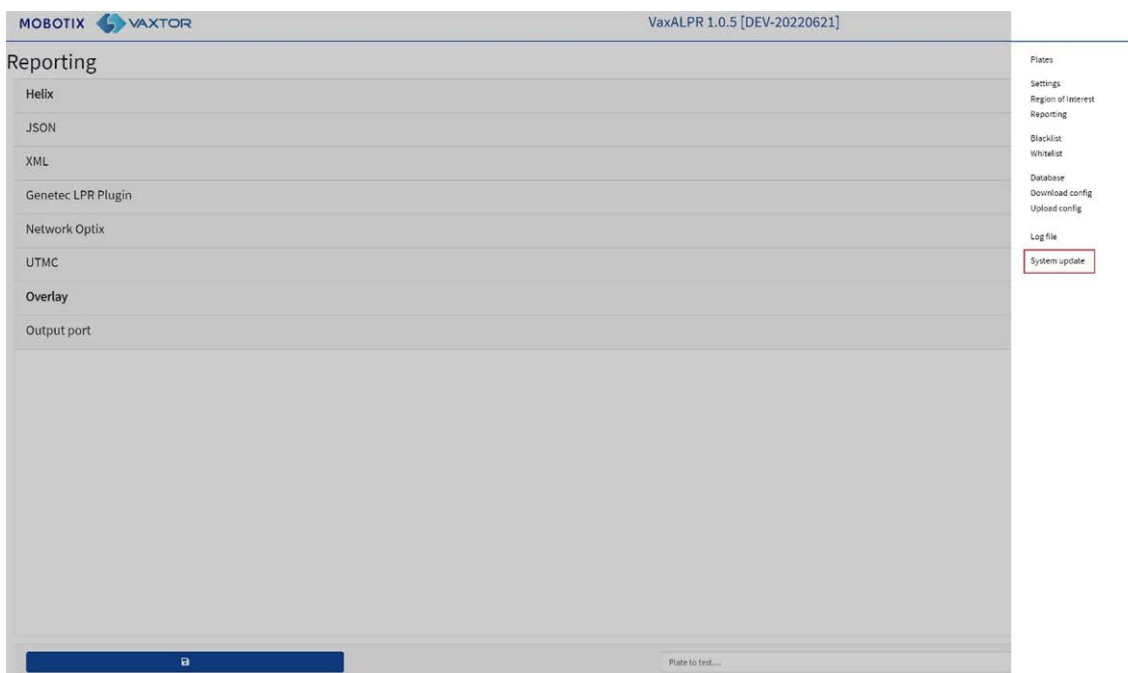 MOBOTIX VAXTOR
VaxALPR 1.0.5 [DEV-20220621]
Reporting
Helix
JSON
XML
Genetec LPR Plugin
Network Optix
UTMC
Overlay
Output port
Plate to test....
Plates
Settings
Region of Interest
Reporting
Blacklist
Whitelist
Database
Download config
Upload config
Log file
System update